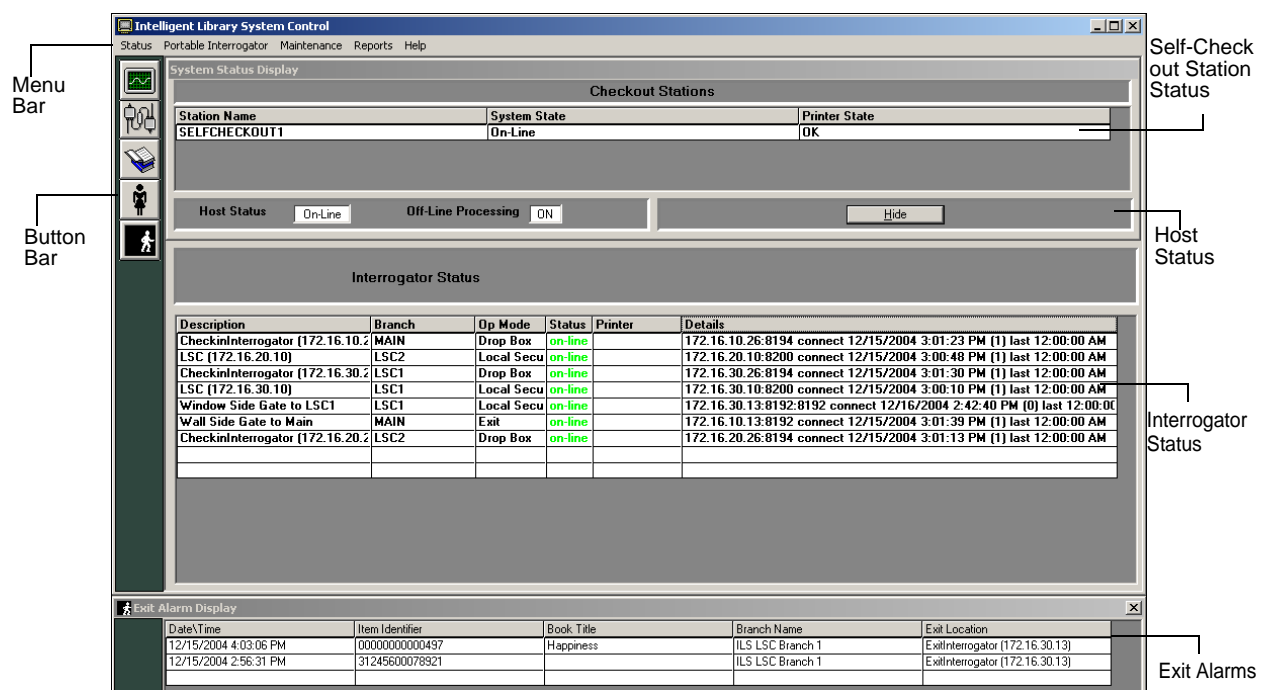 Intelligent Library System Control
Status Portable Interrogator Maintenance Reports Help
Menu
Bar
Self-Check
out Station
Status
System Status Display
Checkout Stations
Station Name System State Printer State
SELFCHECKOUT1 On-Line OK
Host Status On-Line Off-Line Processing ON Hide
Button
Bar
Host
Status
Interrogator Status
Description Branch Op Mode Status Printer Details
CheckinInterrogator (172.16.10.2 MAIN Drop Box on-line 172.16.10.26:8194 connect 12/15/2004 3:01:23 PM (1) last 12:00:00 AM
LSC (172.16.20.10) LSC2 Local Secu on-line 172.16.20.10:8200 connect 12/15/2004 3:00:48 PM (1) last 12:00:00 AM
CheckinInterrogator (172.16.30.2 LSC1 Drop Box on-line 172.16.30.26:8194 connect 12/15/2004 3:01:30 PM (1) last 12:00:00 AM
LSC (172.16.30.10) LSC1 Local Secu on-line 172.16.30.10:8200 connect 12/15/2004 3:00:10 PM (1) last 12:00:00 AM
Window Side Gate to LSC1 LSC1 Local Secu on-line 172.16.30.13:8192:8192 connect 12/16/2004 2:42:40 PM (0) last 12:00:00
Wall Side Gate to Main MAIN Exit on-line 172.16.10.13:8192 connect 12/15/2004 3:01:39 PM (1) last 12:00:00 AM
CheckinInterrogator (172.16.20.2 LSC2 Drop Box on-line 172.16.20.26:8194 connect 12/15/2004 3:01:13 PM (1) last 12:00:00 AM
Interrogator
Status
Exit Alarm Display
Date\Time Item Identifier Book Title Branch Name Exit Location
12/15/2004 4:03:06 PM 00000000000497 Happiness ILS LSC Branch 1 ExitInterrogator (172.16.30.13)
12/15/2004 2:56:31 PM 31245600078921 ILS LSC Branch 1 ExitInterrogator (172.16.30.13)
Exit Alarms